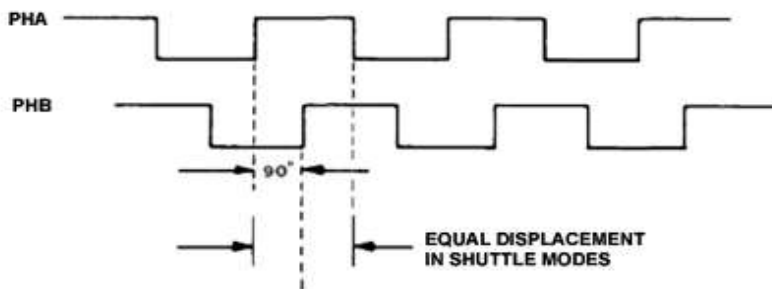 PHA
PHB
90°
EQUAL DISPLACEMENT
IN SHUTTLE MODES